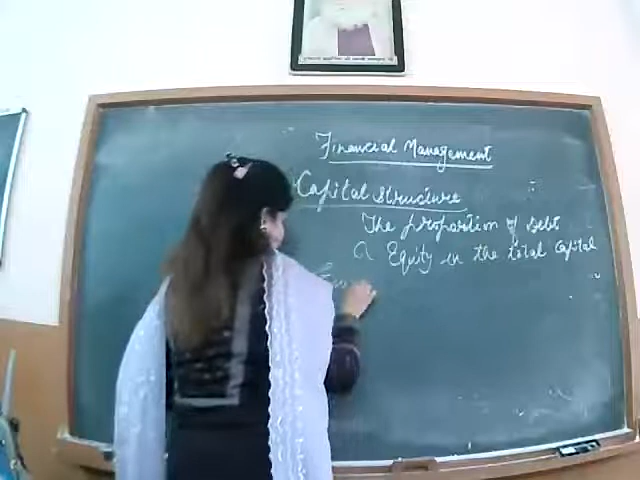 Financial Management
Capital Structure
The proportion of Debt
& Equity in the total Capital